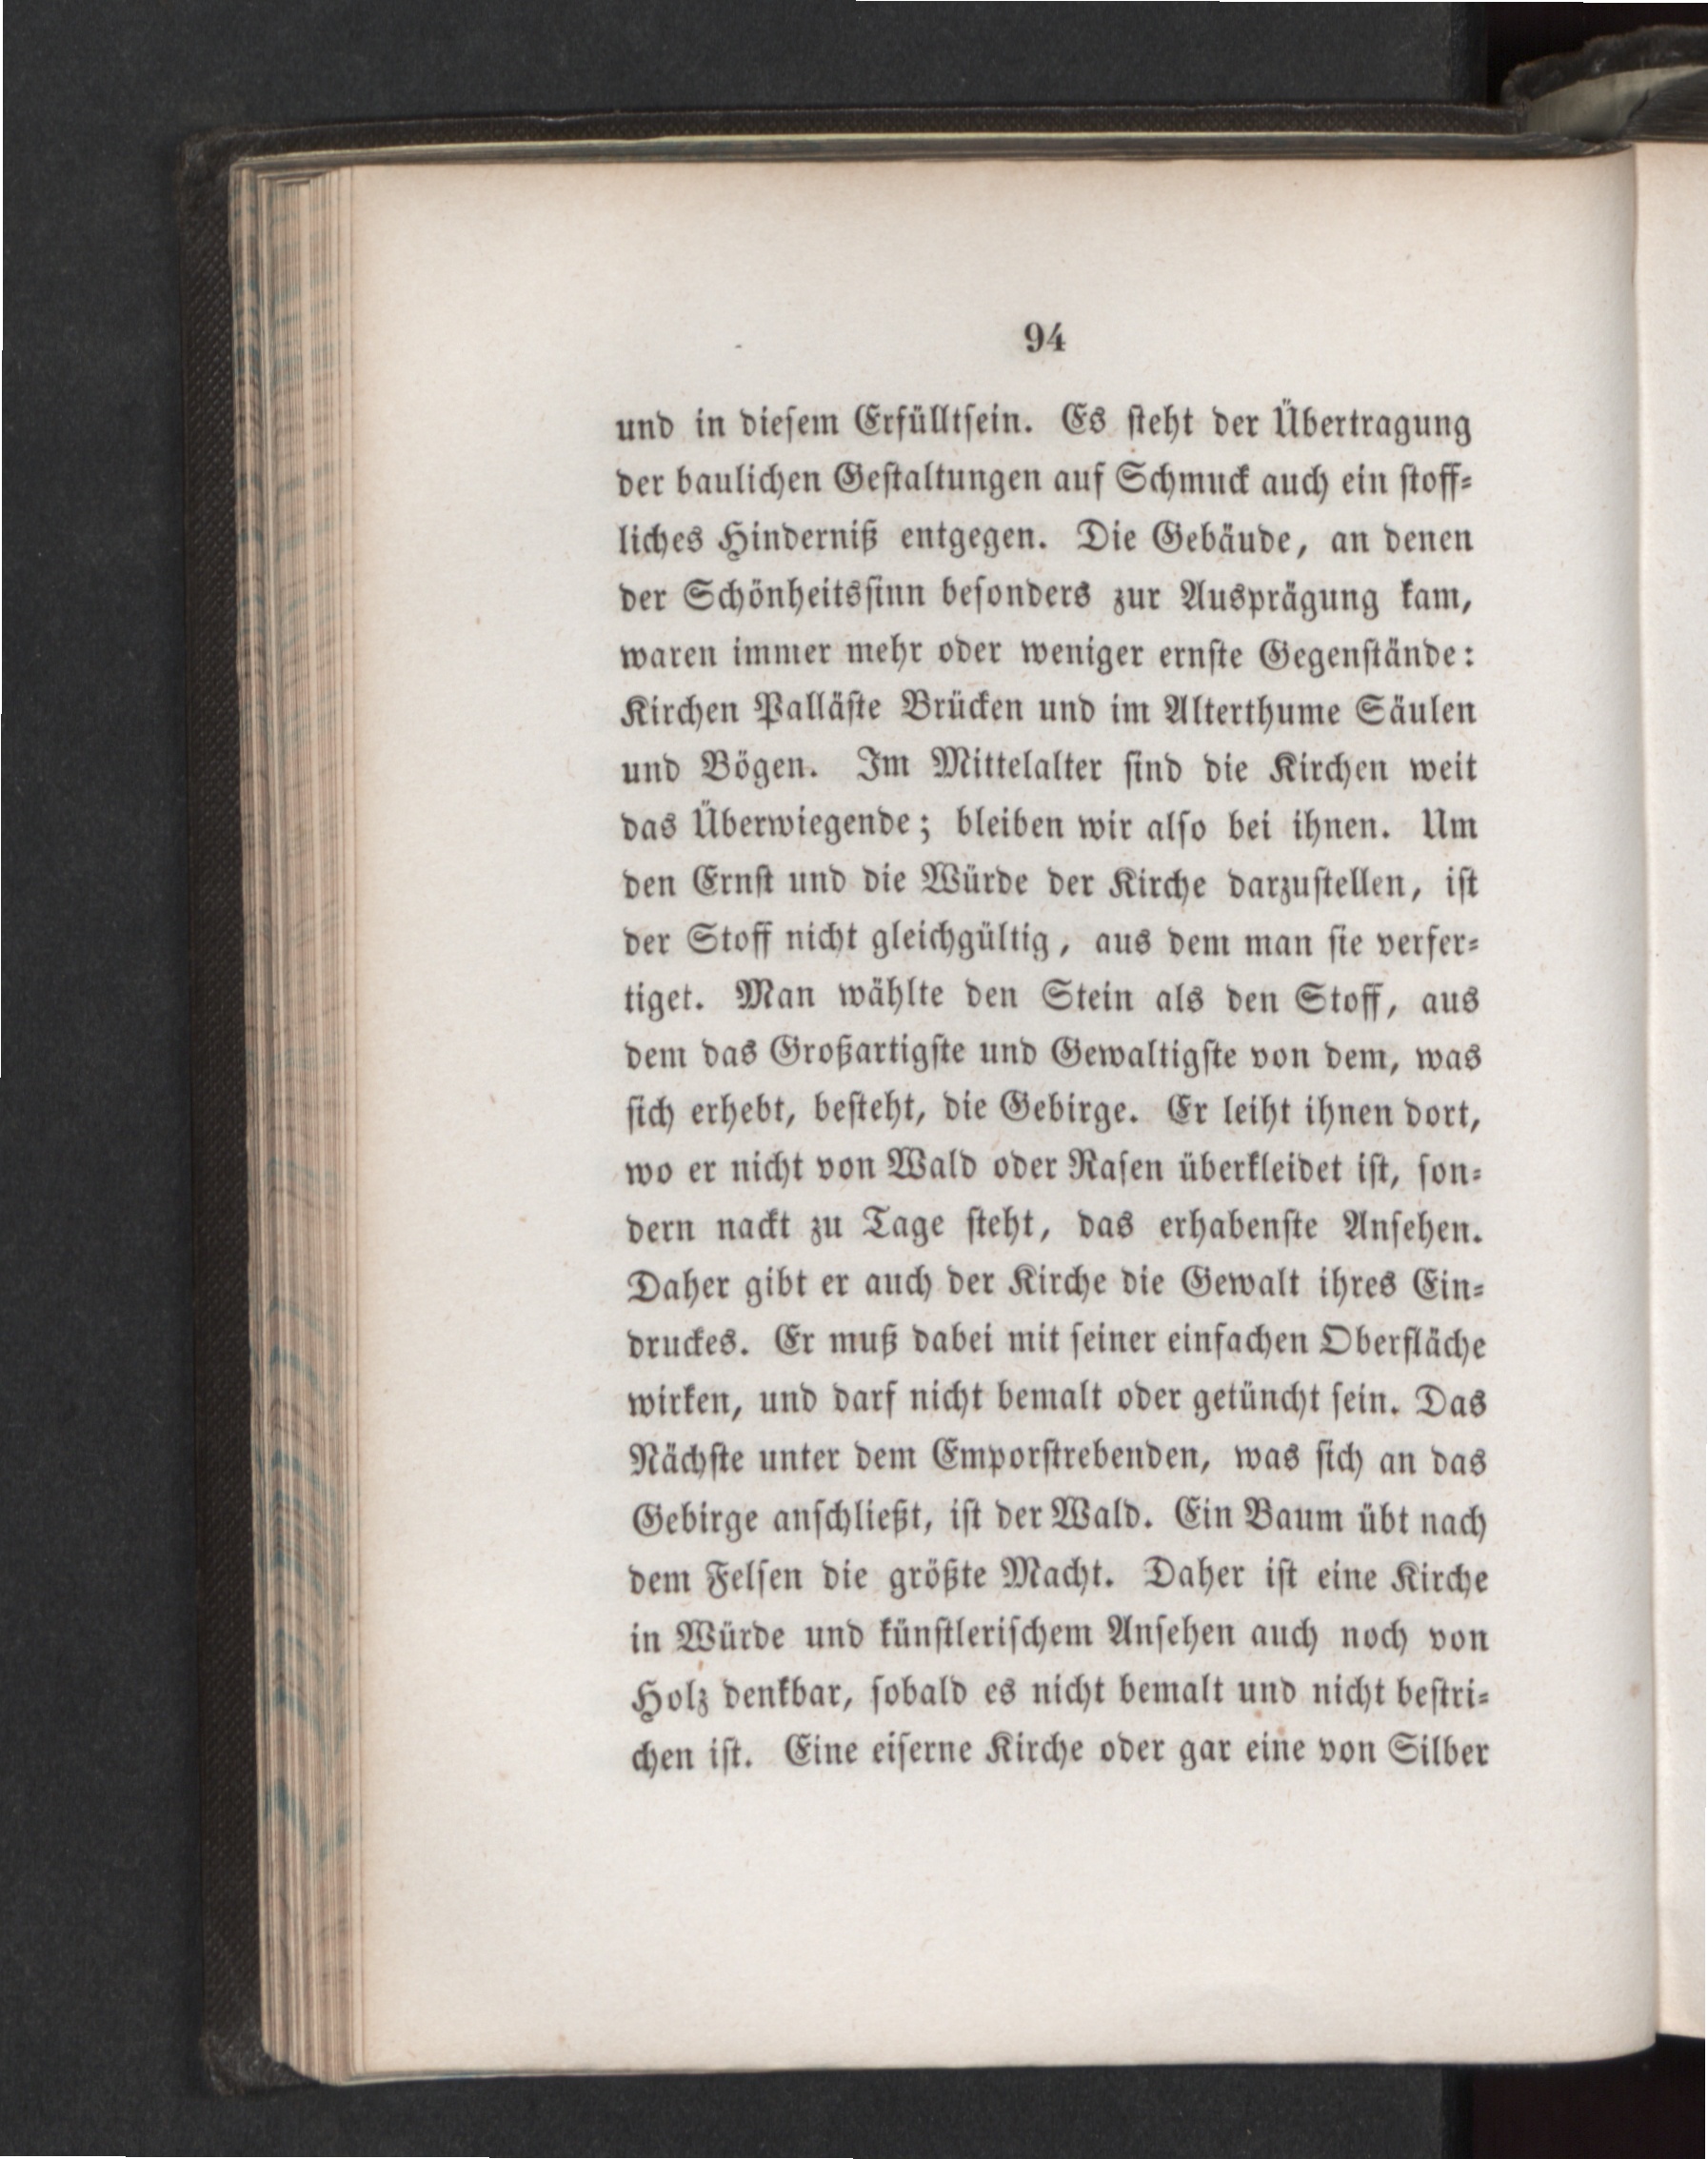 94
und in dieſem Erfülltſein. Es ſteht der Übertragung
der baulichen Geſtaltungen auf Schmuck auch ein ſtoff⸗
liches Hinderniß entgegen. Die Gebäude, an denen
der Schönheitsſinn beſonders zur Ausprägung kam,
waren immer mehr oder weniger ernſte Gegenſtände:
Kirchen Palläſte Brücken und im Alterthume Säulen
und Bögen. Im Mittelalter ſind die Kirchen weit
das Überwiegende; bleiben wir alſo bei ihnen. Um
den Ernſt und die Würde der Kirche darzuſtellen, iſt
der Stoff nicht gleichgültig, aus dem man ſie verfer⸗
tiget. Man wählte den Stein als den Stoff, aus
dem das Großartigſte und Gewaltigſte von dem, was
ſich erhebt, beſteht, die Gebirge. Er leiht ihnen dort,
wo er nicht von Wald oder Raſen überkleidet iſt, ſon⸗
dern nackt zu Tage ſteht, das erhabenſte Anſehen.
Daher gibt er auch der Kirche die Gewalt ihres Ein⸗
druckes. Er muß dabei mit ſeiner einfachen Oberfläche
wirken, und darf nicht bemalt oder getüncht ſein. Das
Nächſte unter dem Emporſtrebenden, was ſich an das
Gebirge anſchließt, iſt der Wald. Ein Baum übt nach
dem Felſen die größte Macht. Daher iſt eine Kirche
in Würde und künſtleriſchem Anſehen auch noch von
Holz denkbar, ſobald es nicht bemalt und nicht beſtri⸗
chen iſt. Eine eiſerne Kirche oder gar eine von Silber